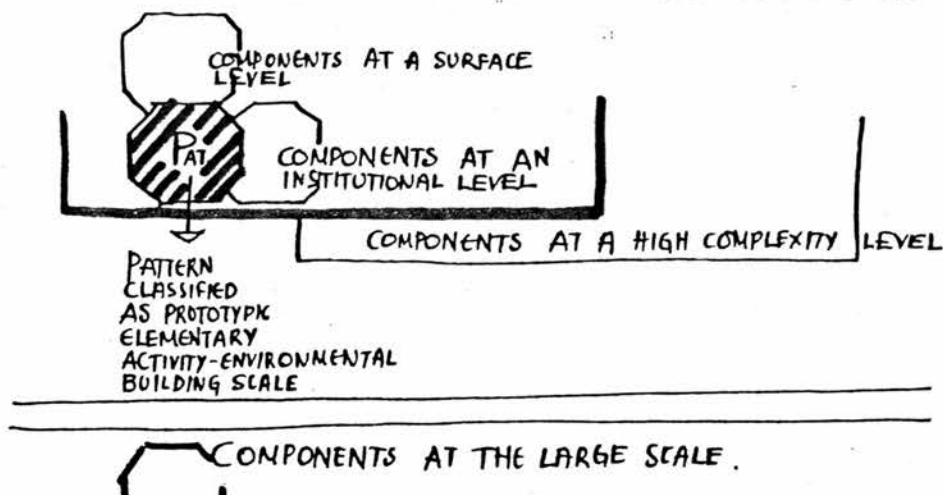 COMPONENTS AT A SURFACE
LEVEL
PAT
COMPONENTS AT AN
INSTITUTIONAL LEVEL
COMPONENTS AT A HIGH COMPLEXITY LEVEL
PATTERN
CLASSIFIED
AS PROTOTYPIC
ELEMENTARY
ACTIVITY-ENVIRONMENTAL
BUILDING SCALE
COMPONENTS AT THE LARGE SCALE.